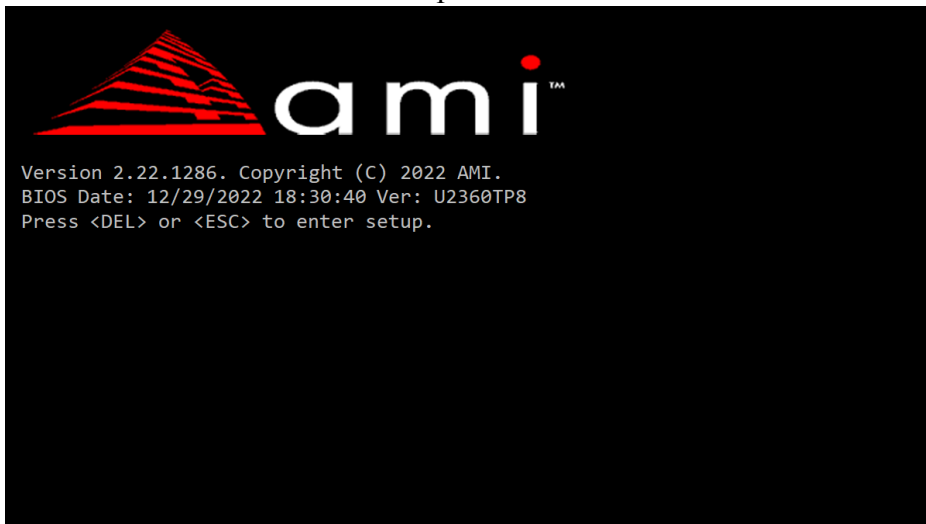 ami™
Version 2.22.1286. Copyright (C) 2022 AMI.
BIOS Date: 12/29/2022 18:30:40 Ver: U2360TP8
Press <DEL> or <ESC> to enter setup.